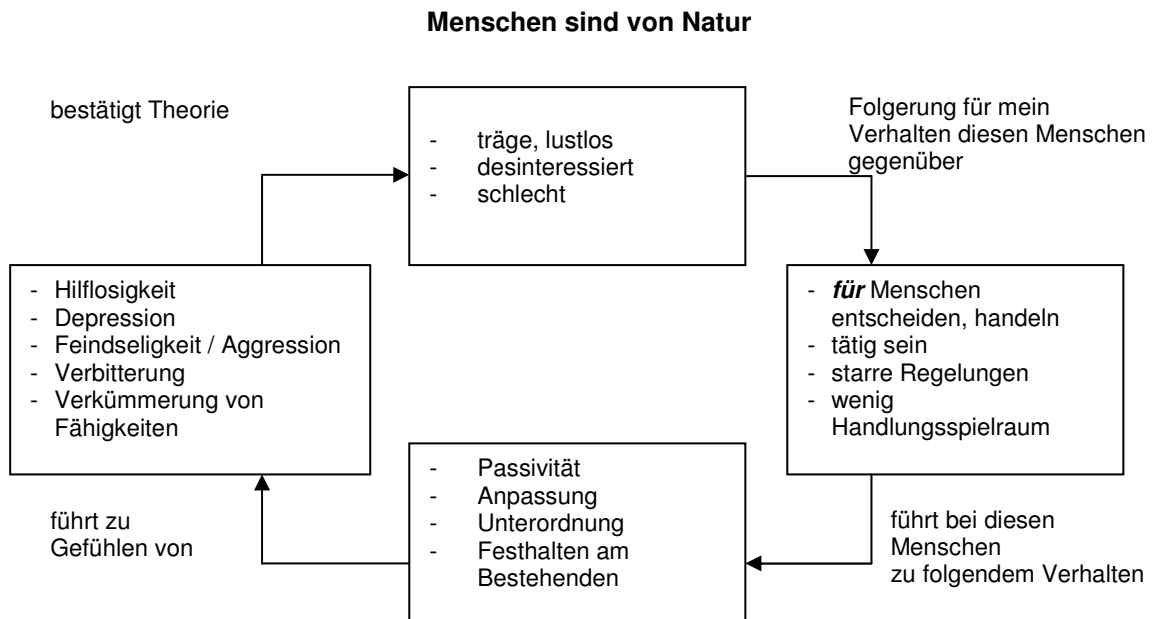 Menschen sind von Natur
bestätigt Theorie
- träge, lustlos
- desinteressiert
- schlecht
Folgerung für mein
Verhalten diesen Menschen
gegenüber
- für Menschen
entscheiden, handeln
- tätig sein
- starre Regelungen
- wenig
Handlungsspielraum
führt bei diesen
Menschen
zu folgendem Verhalten
- Passivität
- Anpassung
- Unterordnung
- Festhalten am
Bestehenden
führt zu
Gefühlen von
- Hilflosigkeit
- Depression
- Feindseligkeit / Aggression
- Verbitterung
- Verkümmerung von
Fähigkeiten